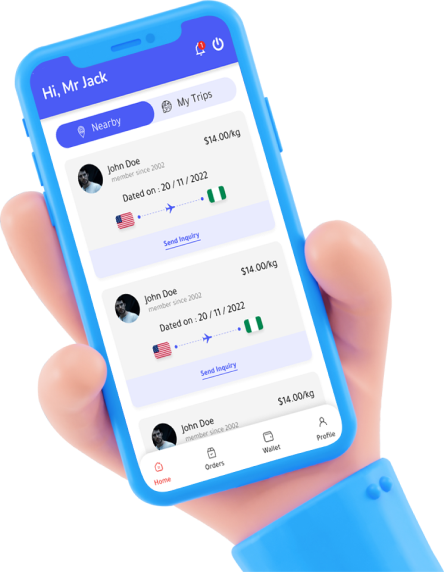 Hi, Mr Jack
1
Nearby
My Trips
John Doe
$14.00/kg
member since 2002
Dated on : 20 / 11 / 2022
Send Inquiry
John Doe
$14.00/kg
member since 2002
Dated on : 20 / 11 / 2022
Send Inquiry
John Doe
$14.00/kg
member since 2002
Home
Orders
Wallet
Profile